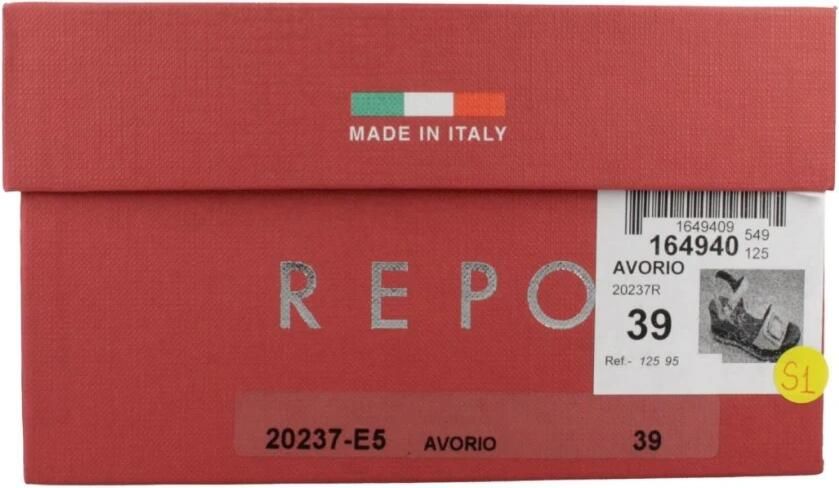 MADE IN ITALY
REPO
1649409
549
164940
125
AVORIO
20237R
39
Ref.- 125 95
S1
20237-E5 AVORIO 39